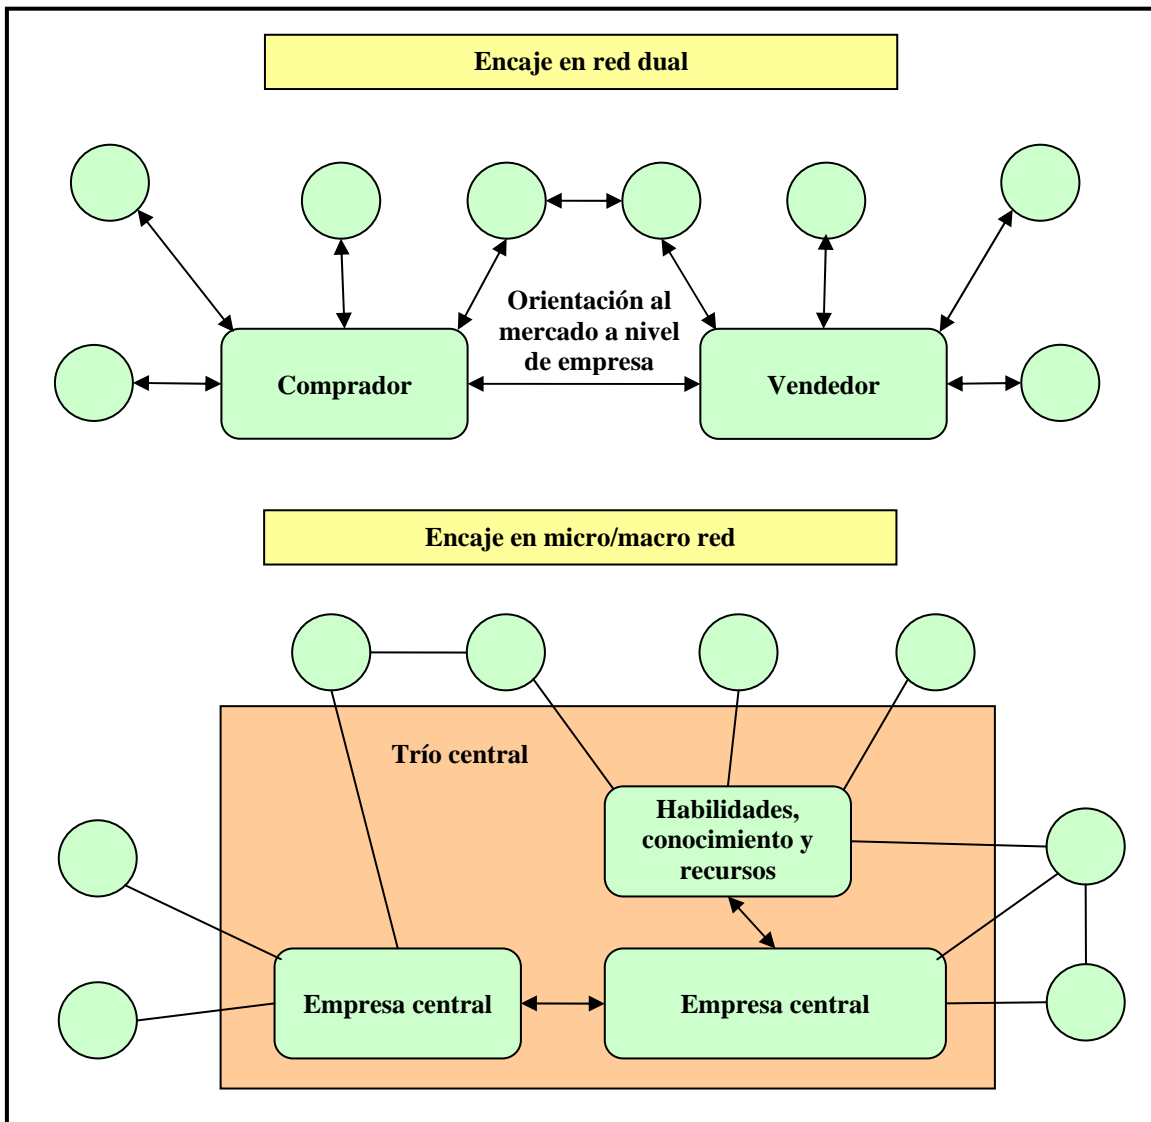 Encaje en red dual
Orientación al
mercado a nivel
de empresa
Comprador
Vendedor
Encaje en micro/macro red
Trío central
Habilidades,
conocimiento y
recursos
Empresa central
Empresa central